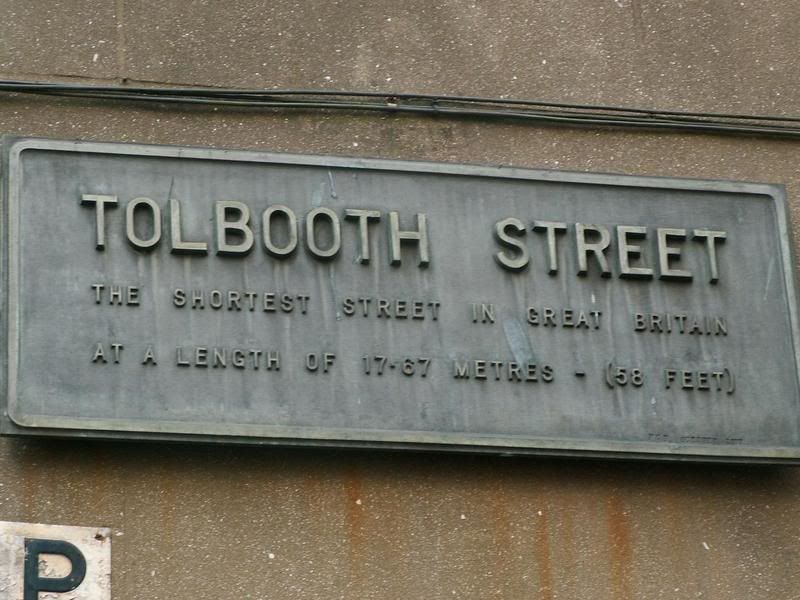 TOLBOOTH STREET
THE SHORTEST STREET IN GREAT BRITAIN
AT A LENGTH OF 17·67 METRES - (58 FEET)
P